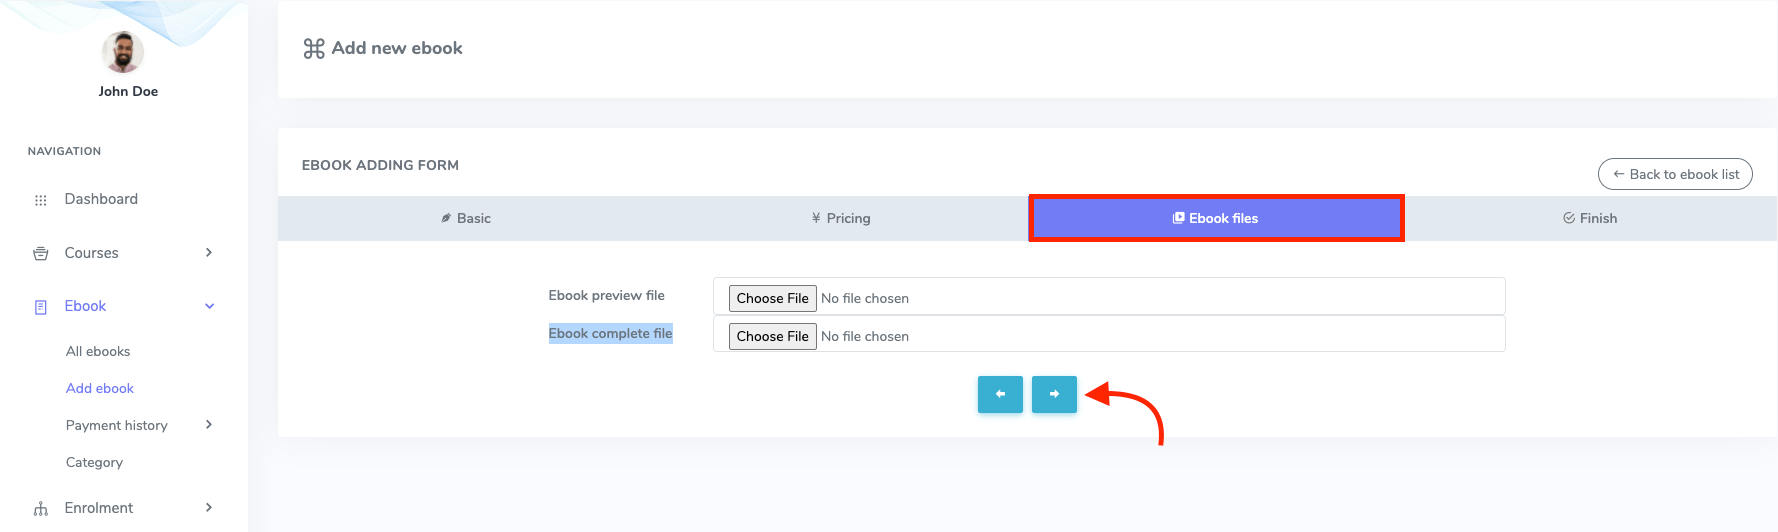 John Doe
NAVIGATION
Dashboard
Courses
Ebook
All ebooks
Add ebook
Payment history
Category
Enrolment
Add new ebook
EBOOK ADDING FORM
Back to ebook list
Basic
Pricing
Ebook files
Finish
Ebook preview file
Choose File No file chosen
Ebook complete file
Choose File No file chosen